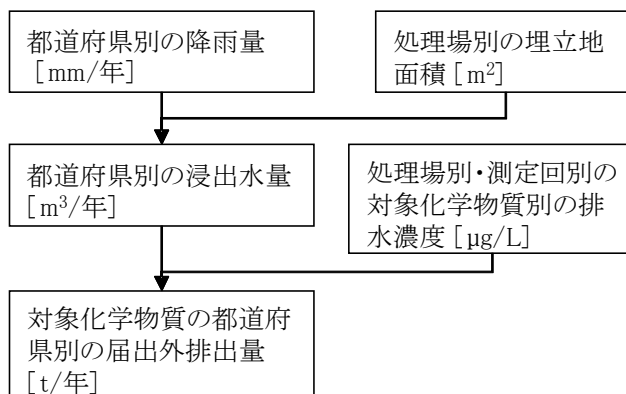 都道府県別の降雨量
[mm/年]
処理場別の埋立地
面積[m²]
都道府県別の浸出水量
[m³/年]
処理場別・測定回別の
対象化学物質別の排
水濃度[µg/L]
対象化学物質の都道府
県別の届出外排出量
[t/年]